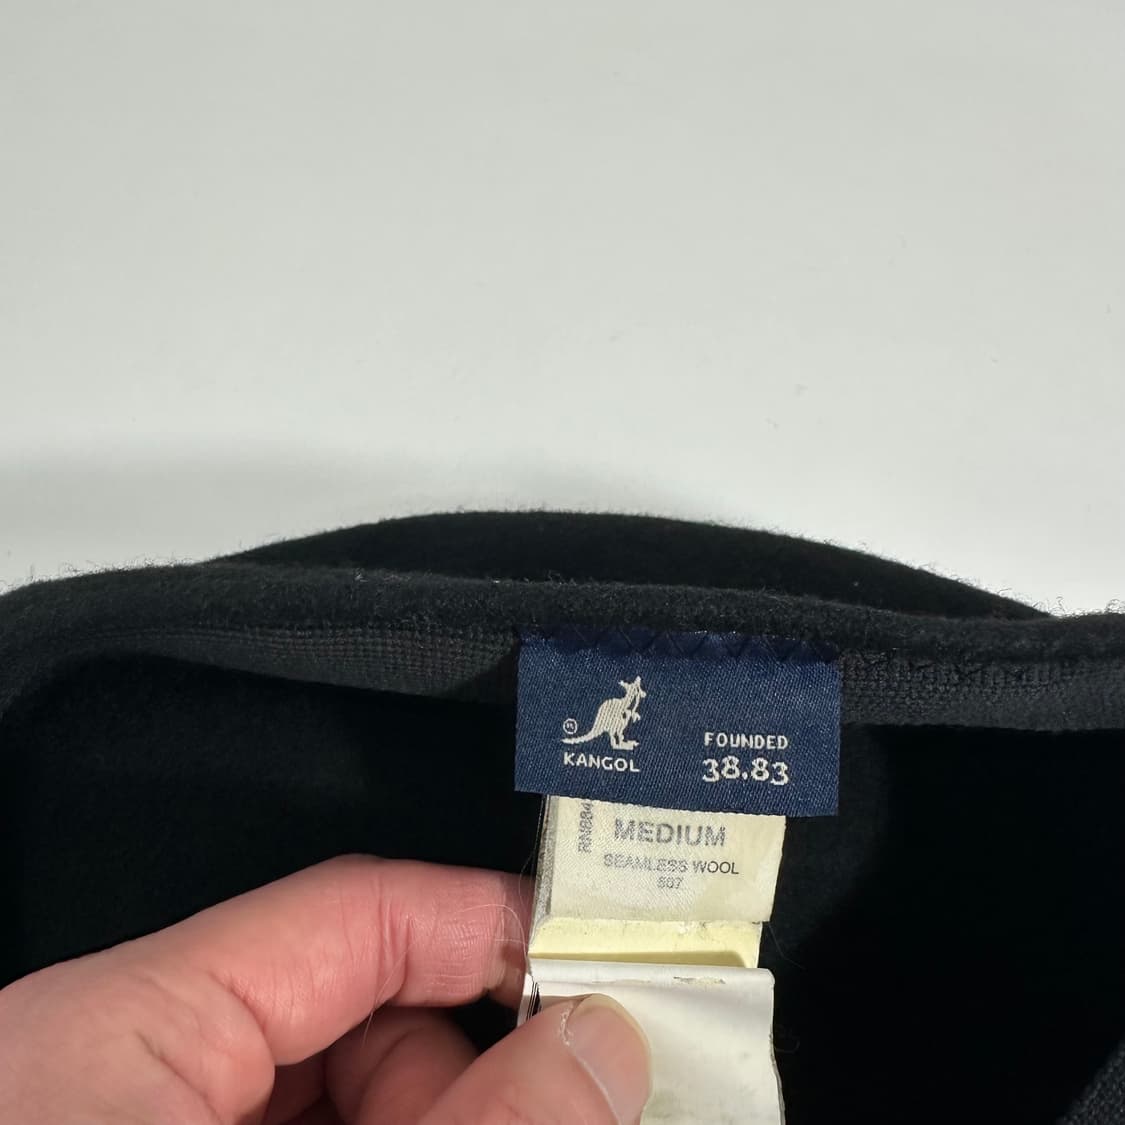 ®
KANGOL
FOUNDED
38.83
MEDIUM
SEAMLESS WOOL
507